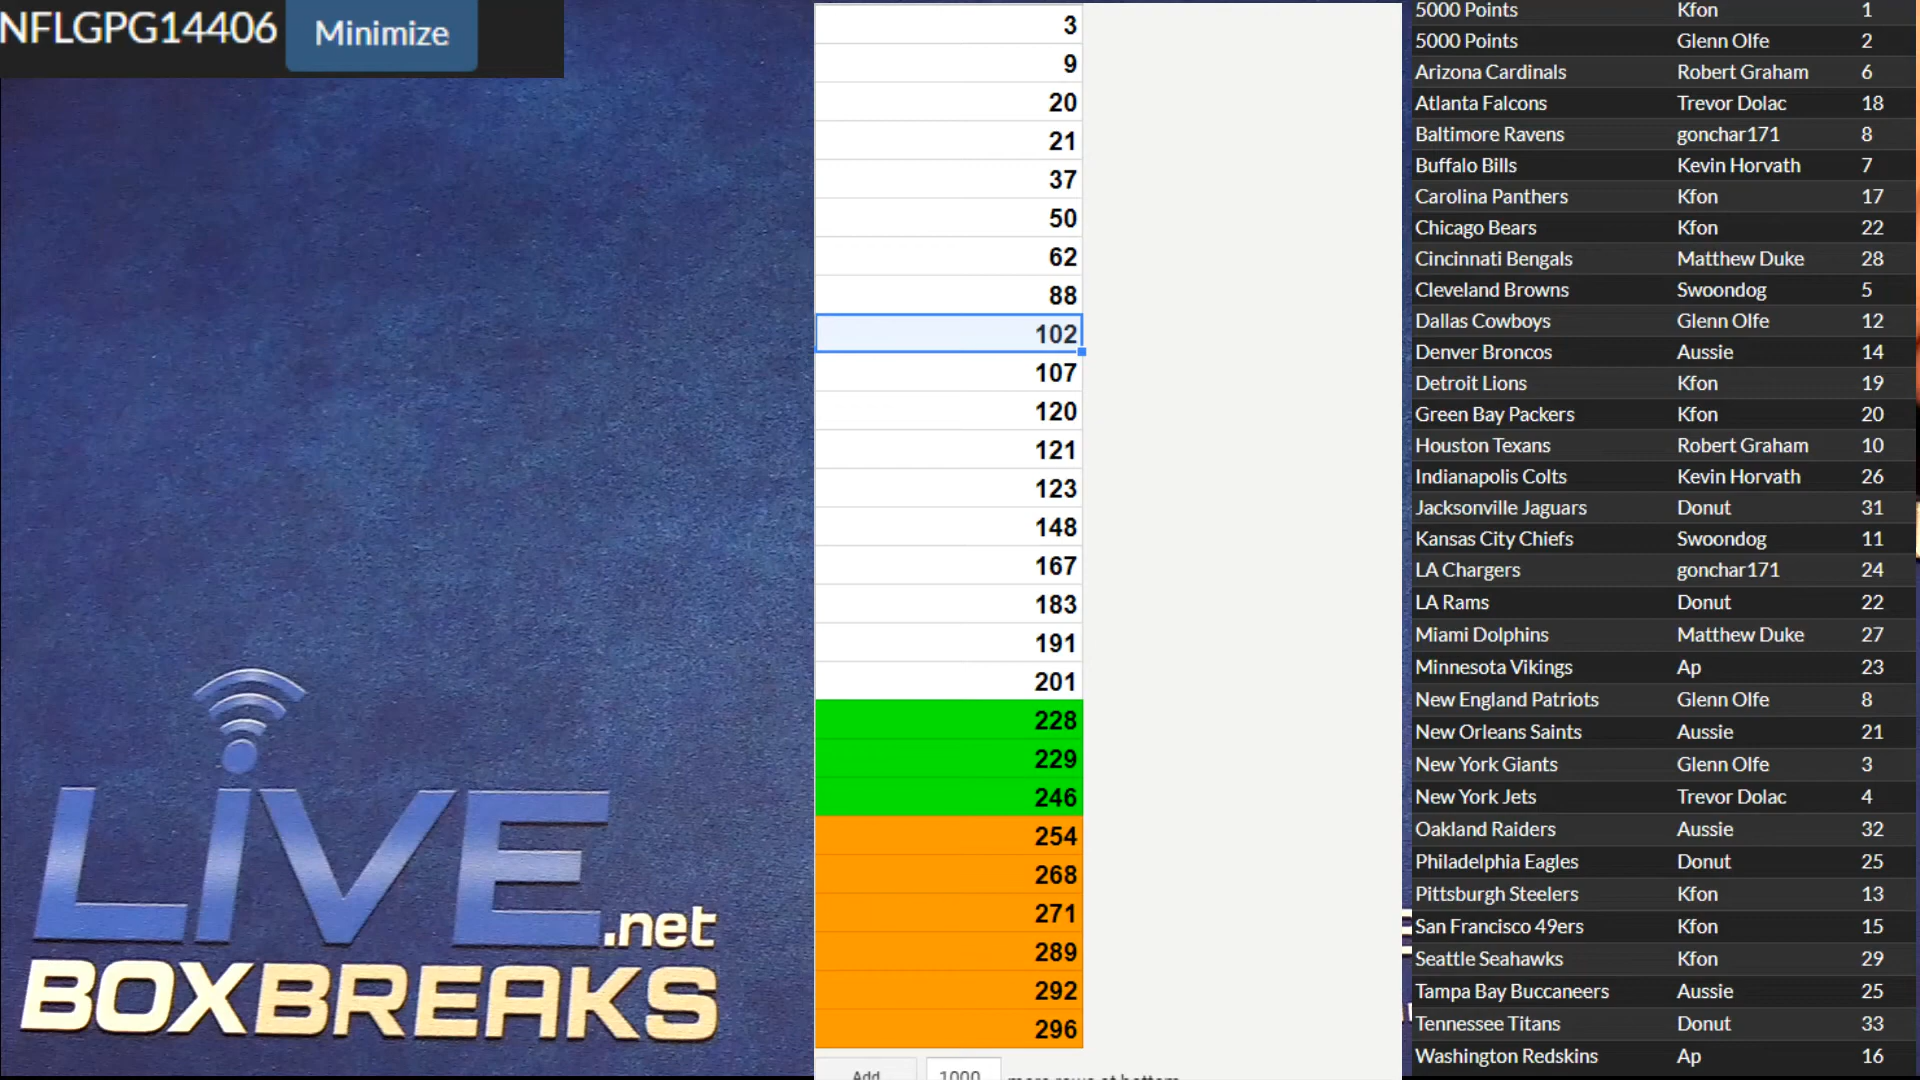 NFLGPG14406 Minimize
3
9
20
21
37
50
62
88
102
107
120
121
123
148
167
183
191
201
228
229
246
254
268
271
289
292
296
Add 1000 more rows at bottom
5000 Points Kfon 1
5000 Points Glenn Olfe 2
Arizona Cardinals Robert Graham 6
Atlanta Falcons Trevor Dolac 18
Baltimore Ravens gonchar171 8
Buffalo Bills Kevin Horvath 7
Carolina Panthers Kfon 17
Chicago Bears Kfon 22
Cincinnati Bengals Matthew Duke 28
Cleveland Browns Swoondog 5
Dallas Cowboys Glenn Olfe 12
Denver Broncos Aussie 14
Detroit Lions Kfon 19
Green Bay Packers Kfon 20
Houston Texans Robert Graham 10
Indianapolis Colts Kevin Horvath 26
Jacksonville Jaguars Donut 31
Kansas City Chiefs Swoondog 11
LA Chargers gonchar171 24
LA Rams Donut 22
Miami Dolphins Matthew Duke 27
Minnesota Vikings Ap 23
New England Patriots Glenn Olfe 8
New Orleans Saints Aussie 21
New York Giants Glenn Olfe 3
New York Jets Trevor Dolac 4
Oakland Raiders Aussie 32
Philadelphia Eagles Donut 25
Pittsburgh Steelers Kfon 13
San Francisco 49ers Kfon 15
Seattle Seahawks Kfon 29
Tampa Bay Buccaneers Aussie 25
Tennessee Titans Donut 33
Washington Redskins Ap 16
LiVE.net
BOXBREAKS